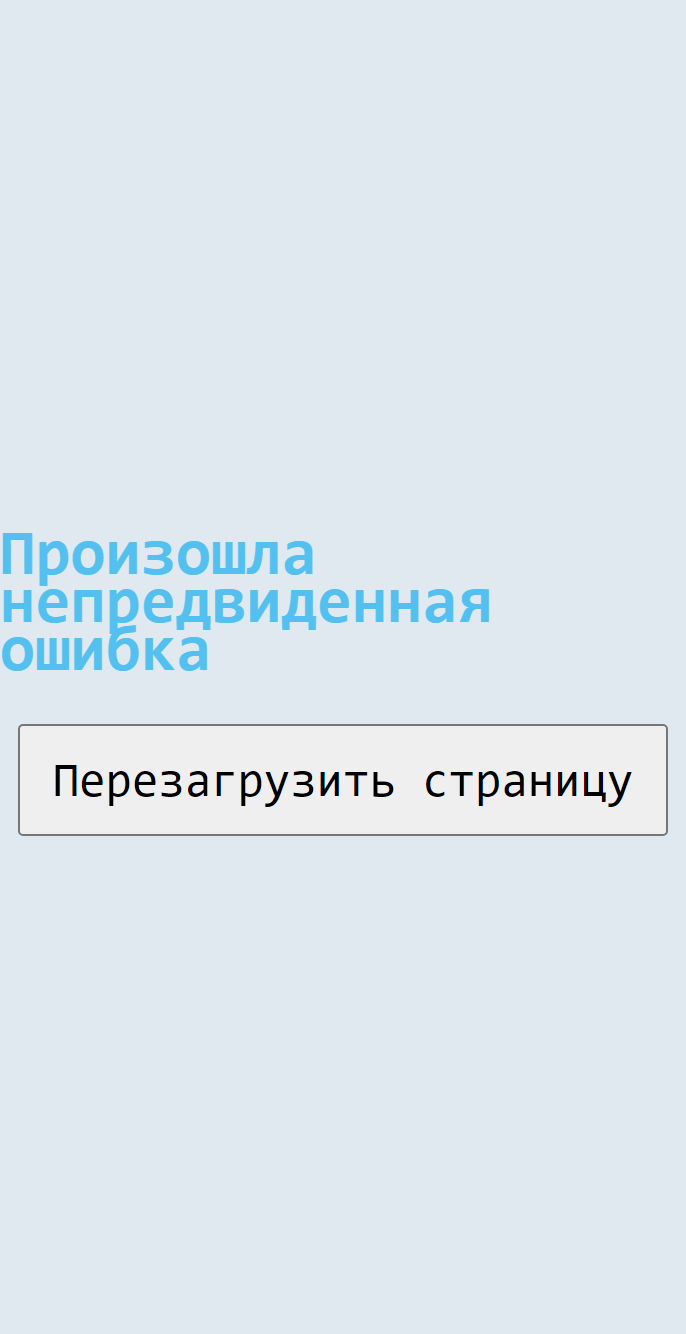 Произошла
непредвиденная
ошибка
Перезагрузить страницу